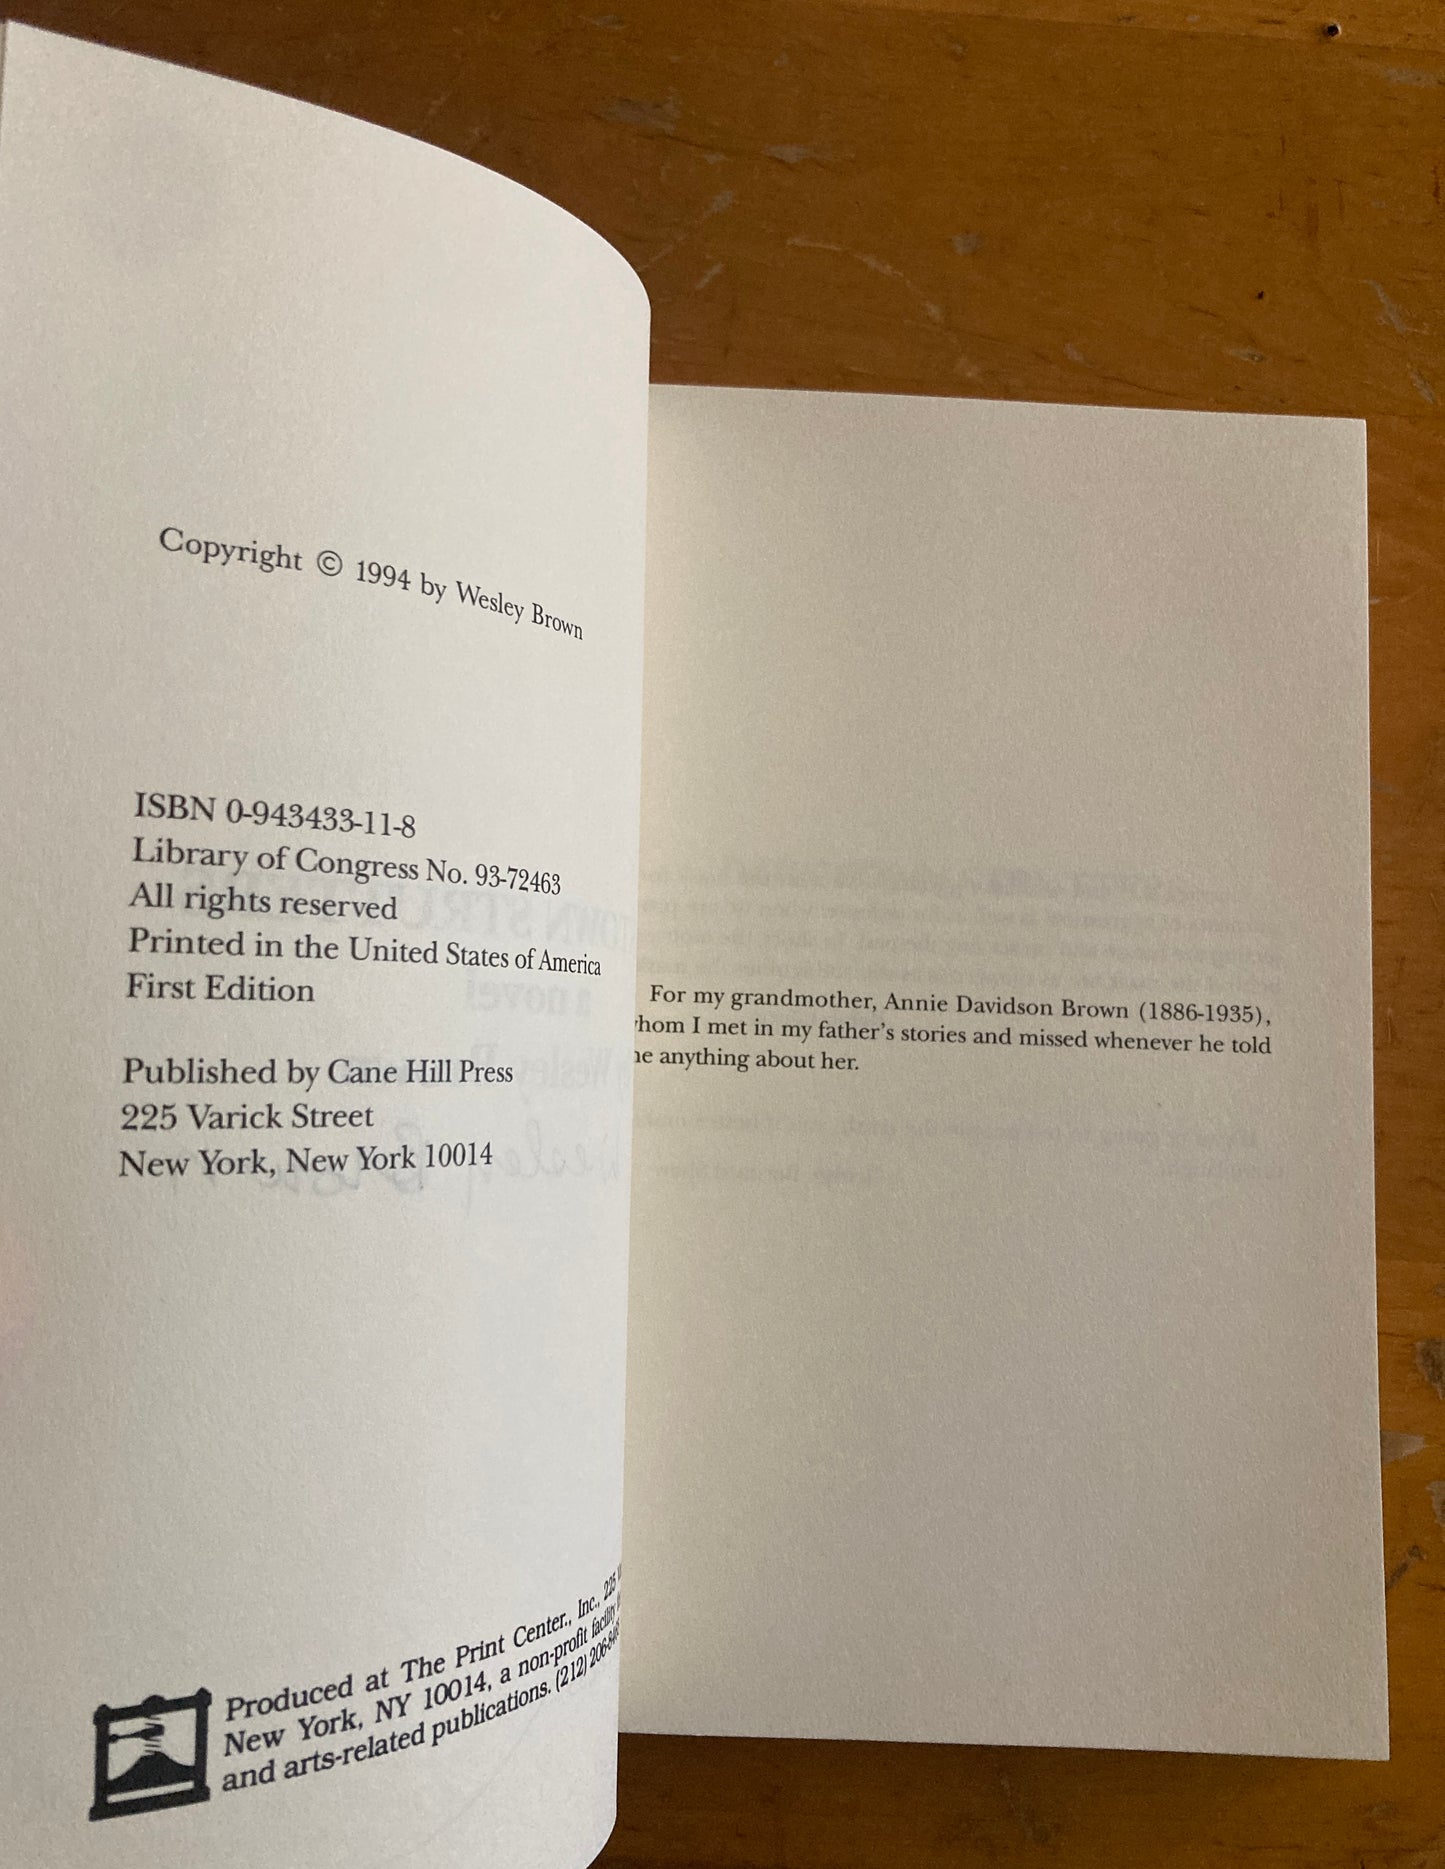 Copyright © 1994 by Wesley Brown
ISBN 0-943433-11-8
Library of Congress No. 93-72463
All rights reserved
Printed in the United States of America
First Edition
Published by Cane Hill Press
225 Varick Street
New York, New York 10014
Produced at The Print Center., Inc., 225
New York, NY 10014, a non-profit facility
and arts-related publications. (212)
For my grandmother, Annie Davidson Brown (1886-1935),
hom I met in my father's stories and missed whenever he told
e anything about her.